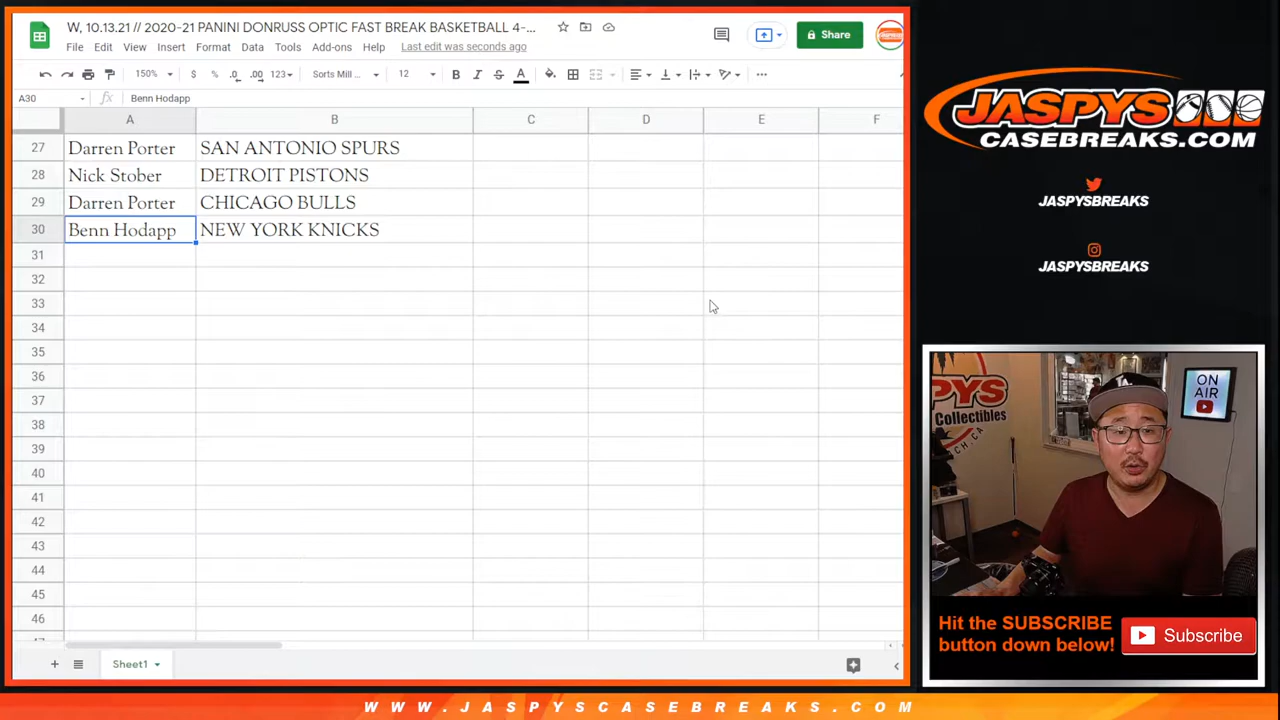 W, 10.13.21 // 2020-21 PANINI DONRUSS OPTIC FAST BREAK BASKETBALL 4-...
File Edit View Insert Format Data Tools Add-ons Help Last edit was seconds ago
Share
150% $ % .0 .00 123 Sorts Mill ... 12 B I S A
A30 fx Benn Hodapp
A B C D E F
27 Darren Porter SAN ANTONIO SPURS
28 Nick Stober DETROIT PISTONS
29 Darren Porter CHICAGO BULLS
30 Benn Hodapp NEW YORK KNICKS
31
32
33
34
35
36
37
38
39
40
41
42
43
44
45
46
Sheet1
JASPYS
CASEBREAKS.COM
JASPYSBREAKS
JASPYSBREAKS
PYS
Collectibles
CH, CA
ON
AIR
LA
Hit the SUBSCRIBE
button down below!
Subscribe
WWW.JASPYSCASEBREAKS.COM